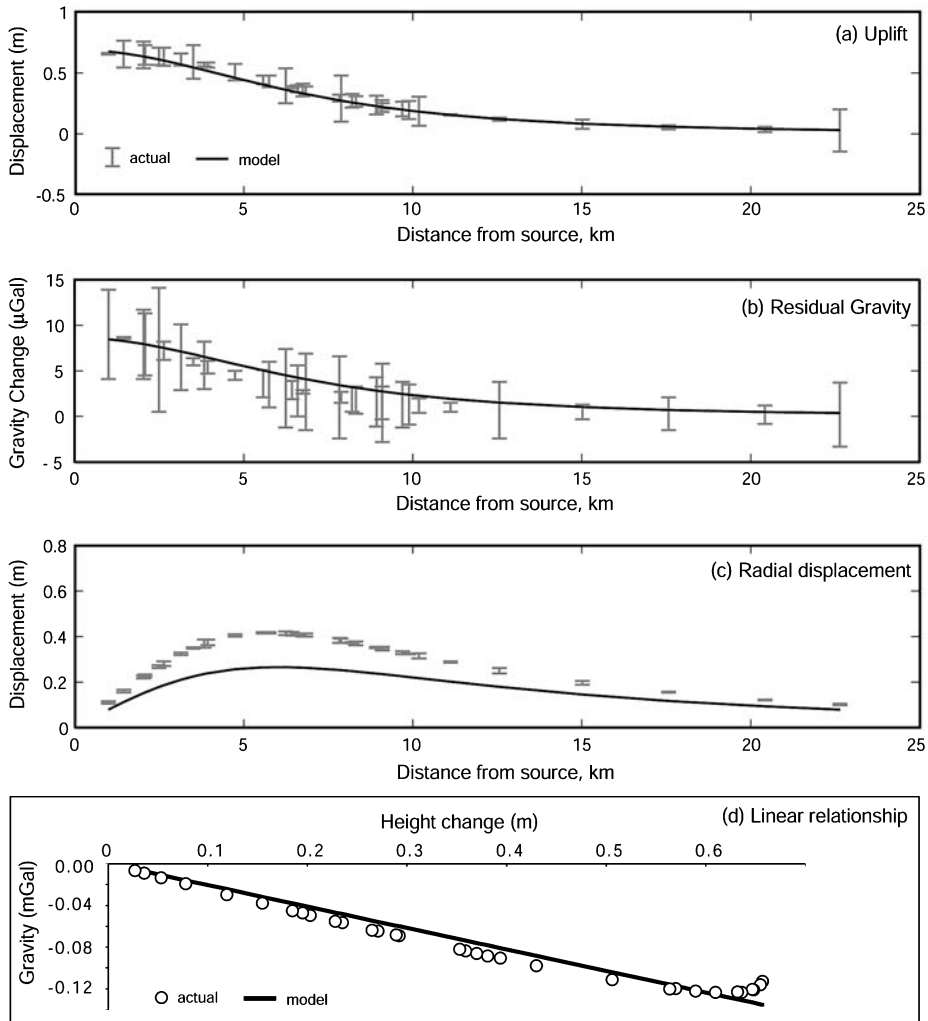 (a) Uplift
Displacement (m)
1
0.5
0
-0.5
actual
model
0 5 10 15 20 25
Distance from source, km
(b) Residual Gravity
Gravity Change (μGal)
15
10
5
0
- 5
0 5 10 15 20 25
Distance from source, km
(c) Radial displacement
Displacement (m)
0.8
0.6
0.4
0.2
0
0 5 10 15 20 25
Distance from source, km
(d) Linear relationship
Height change (m)
0 0.1 0.2 0.3 0.4 0.5 0.6
Gravity (mGal)
0.00
-0.04
-0.08
-0.12
actual
model